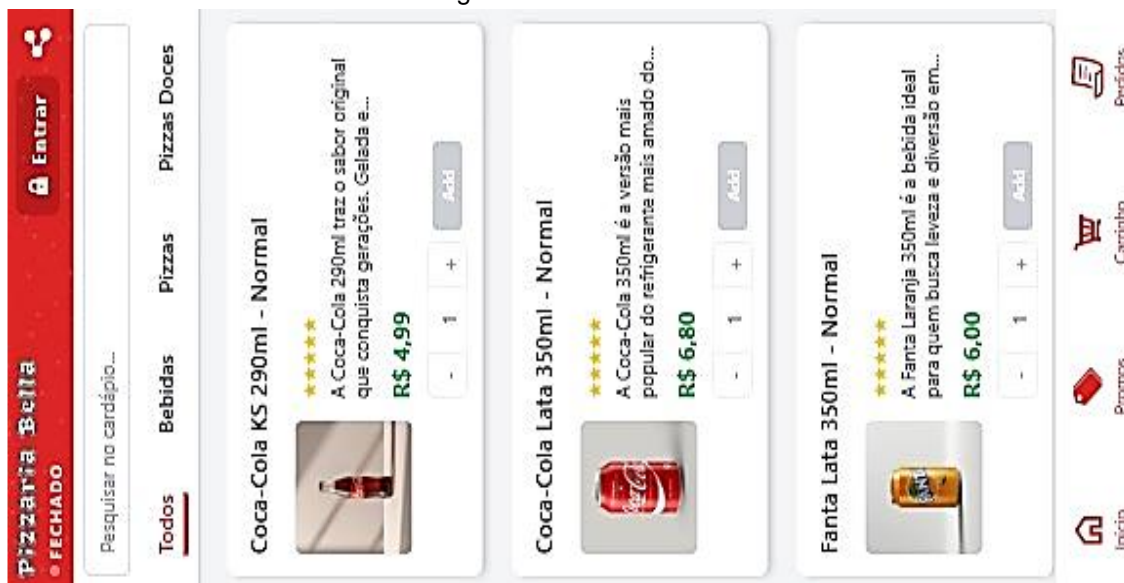 Pizzaria Bella
FECHADO
Entrar
Pesquisar no cardápio...
Todos
Bebidas
Pizzas
Pizzas Doces
Coca-Cola KS 290ml - Normal
★★★★★
A Coca-Cola 290ml traz o sabor original
que conquista gerações. Gelada e...
R$ 4,99
- 1 + Add
Coca-Cola Lata 350ml - Normal
★★★★★
A Coca-Cola 350ml é a versão mais
popular do refrigerante mais amado do...
R$ 6,80
- 1 + Add
Coca-Cola
Fanta Lata 350ml - Normal
★★★★★
A Fanta Laranja 350ml é a bebida ideal
para quem busca leveza e diversão em...
R$ 6,00
- 1 + Add
FANTA
Início
Promos
Carrinho
Pedidos